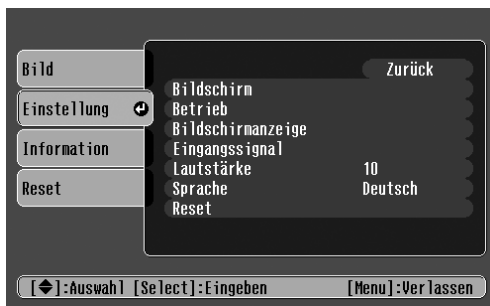 Bild
Einstellung
Information
Reset
Zurück
Bildschirm
Betrieb
Bildschirmanzeige
Eingangssignal
Lautstärke 10
Sprache Deutsch
Reset
[◆]:Auswahl [Select]:Eingeben [Menu]:Verlassen